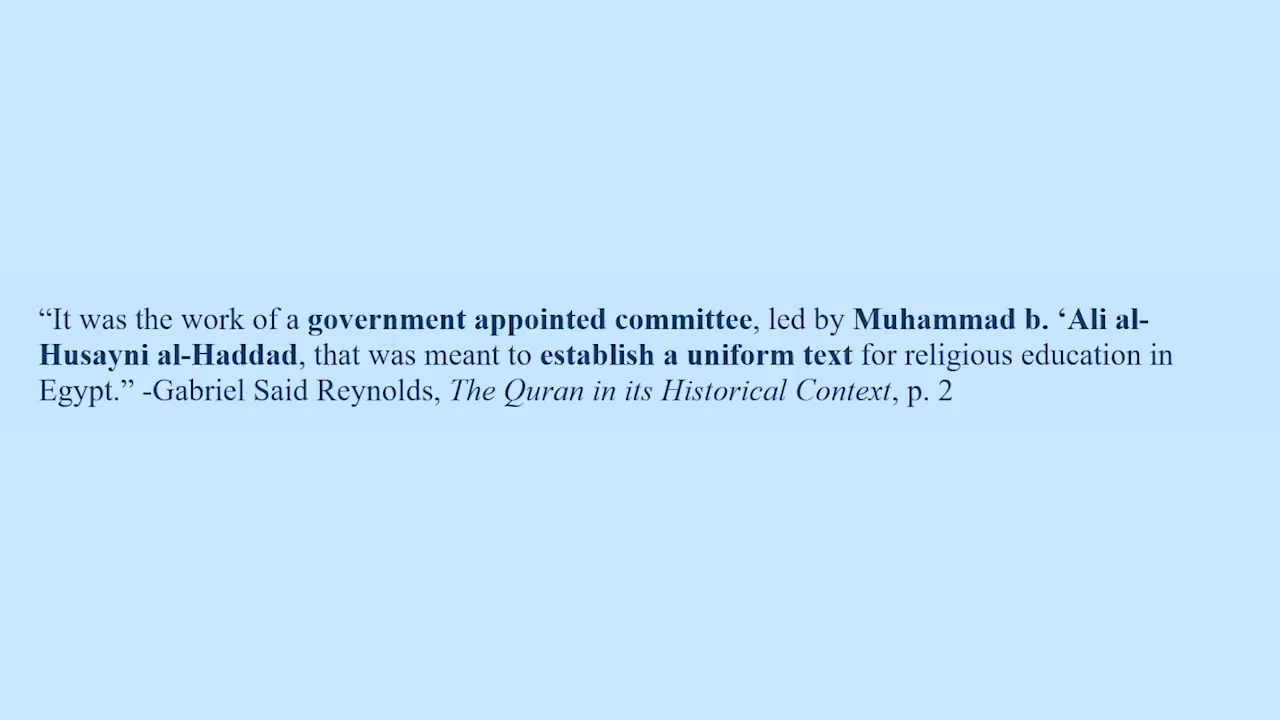 “It was the work of a government appointed committee, led by Muhammad b. ‘Ali al-
Husayni al-Haddad, that was meant to establish a uniform text for religious education in
Egypt.” -Gabriel Said Reynolds, The Quran in its Historical Context, p. 2